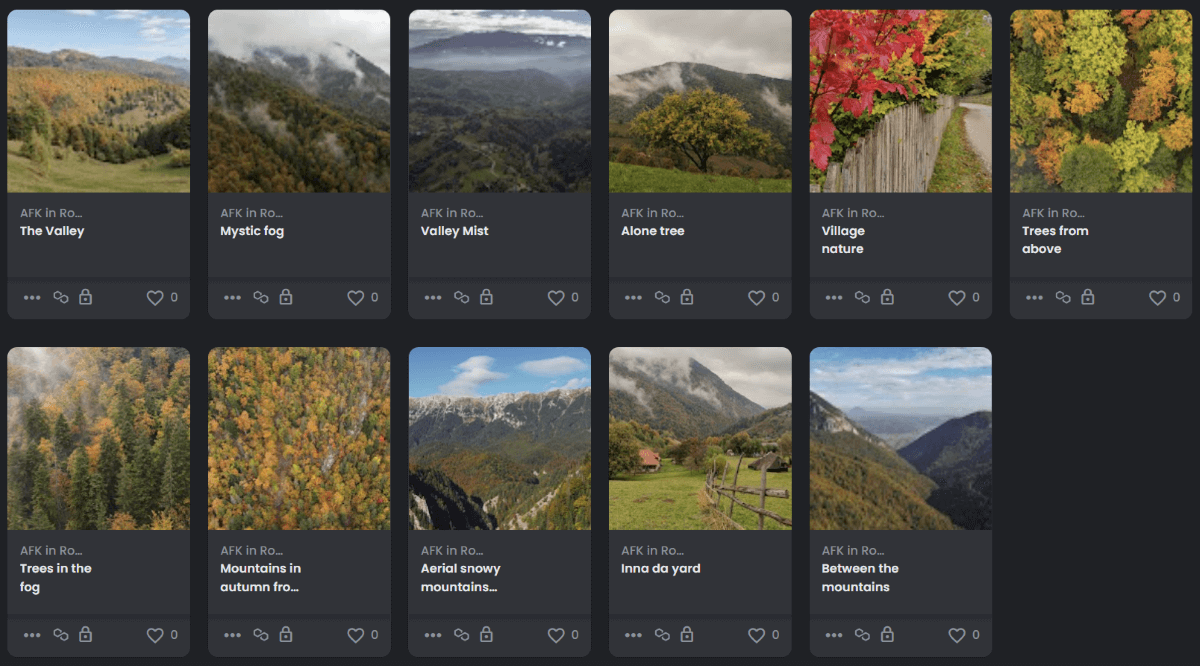 AFK in Ro...
The Valley
0
AFK in Ro...
Mystic fog
0
AFK in Ro...
Valley Mist
0
AFK in Ro...
Alone tree
0
AFK in Ro...
Village
nature
0
AFK in Ro...
Trees from
above
0
AFK in Ro...
Trees in the
fog
0
AFK in Ro...
Mountains in
autumn fro...
0
AFK in Ro...
Aerial snowy
mountains...
0
AFK in Ro...
Inna da yard
0
AFK in Ro...
Between the
mountains
0